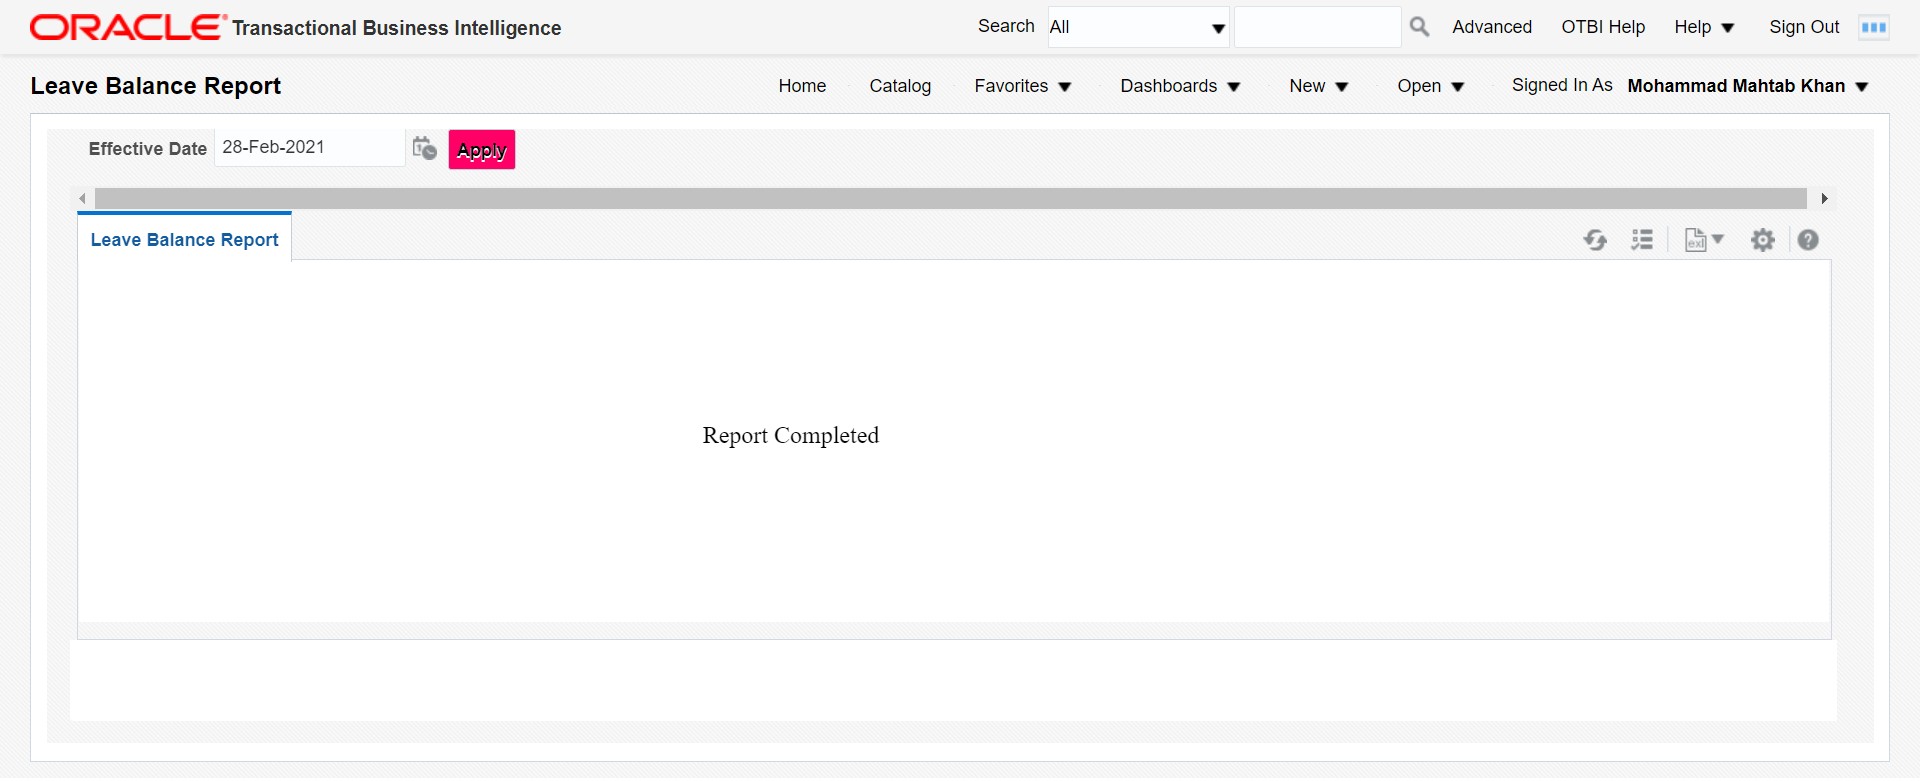 ORACLE® Transactional Business Intelligence Search All Advanced OTBI Help Help Sign Out
Leave Balance Report Home Catalog Favorites Dashboards New Open Signed In As Mohammad Mahtab Khan
Effective Date 28-Feb-2021 Apply
Leave Balance Report exl ?
Report Completed